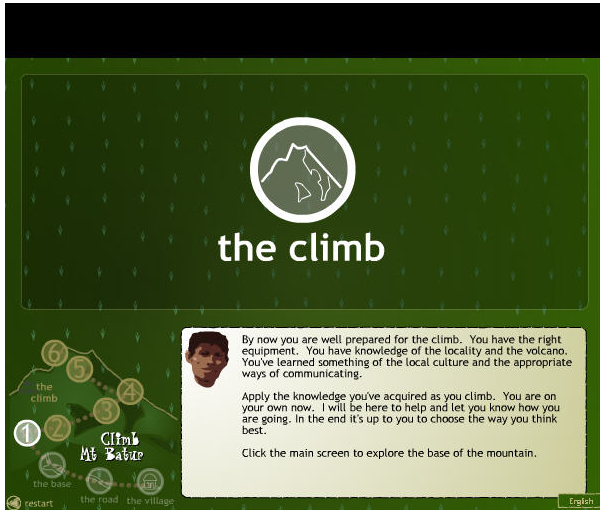 the climb
By now you are well prepared for the climb. You have the right
equipment. You have knowledge of the locality and the volcano.
You've learned something of the local culture and the appropriate
ways of communicating.
Apply the knowledge you've acquired as you climb. You are on
your own now. I will be here to help and let you know how you
are going. In the end it's up to you to choose the way you think
best.
Click the main screen to explore the base of the mountain.
6
5
the
climb
4
3
1
2
Climb
Mt Batur
the base
the road
the village
restart
English